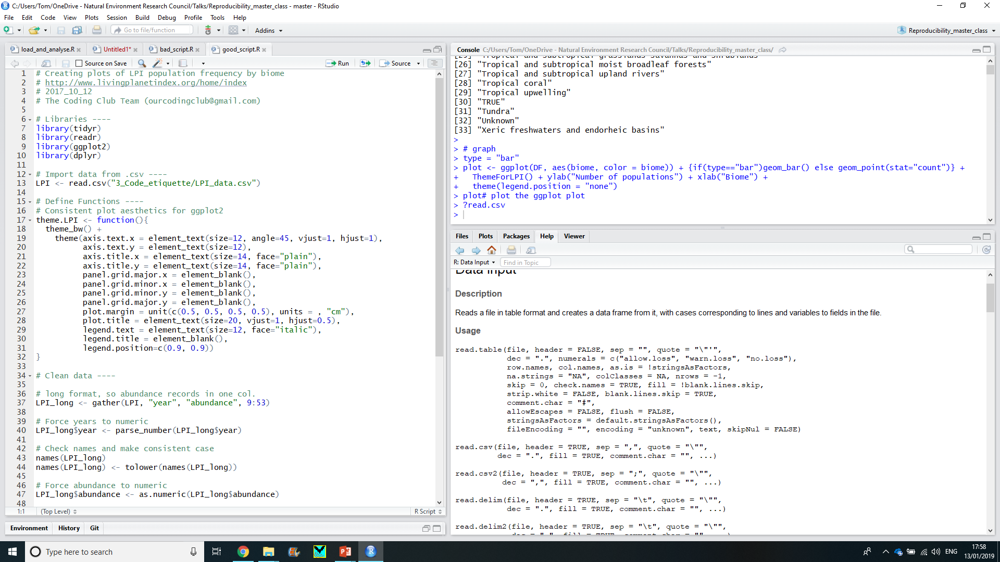 C:/Users/Tom/OneDrive - Natural Environment Research Council/Talks/Reproducibility_master_class - master - RStudio
File Edit Code View Plots Session Build Debug Profile Tools Help
Go to file/function Addins Reproducibility_master_class
load_and_analyse.R Untitled1* bad_script.R good_script.R
Source on Save Run Source
1 # Creating plots of LPI population frequency by biome
2 # http://www.livingplanetindex.org/home/index
3 # 2017_10_12
4 # The Coding Club Team (ourcodingclub@gmail.com)
5
6 # Libraries ----
7 library(tidyr)
8 library(readr)
9 library(ggplot2)
10 library(dplyr)
11
12 # Import data from .csv ----
13 LPI <- read.csv("3_Code_etiquette/LPI_data.csv")
14
15 # Define Functions ----
16 # Consistent plot aesthetics for ggplot2
17 theme.LPI <- function(){
18 theme_bw() +
19 theme(axis.text.x = element_text(size=12, angle=45, vjust=1, hjust=1),
20 axis.text.y = element_text(size=12),
21 axis.title.x = element_text(size=14, face="plain"),
22 axis.title.y = element_text(size=14, face="plain"),
23 panel.grid.major.x = element_blank(),
24 panel.grid.minor.x = element_blank(),
25 panel.grid.minor.y = element_blank(),
26 panel.grid.major.y = element_blank(),
27 plot.margin = unit(c(0.5, 0.5, 0.5, 0.5), units = , "cm"),
28 plot.title = element_text(size=20, vjust=1, hjust=0.5),
29 legend.text = element_text(size=12, face="italic"),
30 legend.title = element_blank(),
31 legend.position=c(0.9, 0.9))
32 }
33
34 # Clean data ----
35
36 # long format, so abundance records in one col.
37 LPI_long <- gather(LPI, "year", "abundance", 9:53)
38
39 # Force years to numeric
40 LPI_long$year <- parse_number(LPI_long$year)
41
42 # Check names and make consistent case
43 names(LPI_long)
44 names(LPI_long) <- tolower(names(LPI_long))
45
46 # Force abundance to numeric
47 LPI_long$abundance <- as.numeric(LPI_long$abundance)
48
1:1 (Top Level) R Script
Environment History Git
Console C:/Users/Tom/OneDrive - Natural Environment Research Council/Talks/Reproducibility_master_class/
[25] "Tropical and subtropical grasslands savannas and shrublands"
[26] "Tropical and subtropical moist broadleaf forests"
[27] "Tropical and subtropical upland rivers"
[28] "Tropical coral"
[29] "Tropical upwelling"
[30] "TRUE"
[31] "Tundra"
[32] "Unknown"
[33] "Xeric freshwaters and endorheic basins"
>
> # graph
> type = "bar"
> plot <- ggplot(DF, aes(biome, color = biome)) + {if(type=="bar")geom_bar() else geom_point(stat="count")} +
+ ThemeForLPI() + ylab("Number of populations") + xlab("Biome") +
+ theme(legend.position = "none")
> plot# plot the ggplot plot
> ?read.csv
>
Files Plots Packages Help Viewer
R: Data Input Find in Topic
Data Input
Description
Reads a file in table format and creates a data frame from it, with cases corresponding to lines and variables to fields in the file.
Usage
read.table(file, header = FALSE, sep = "", quote = "\"'",
dec = ".", numerals = c("allow.loss", "warn.loss", "no.loss"),
row.names, col.names, as.is = !stringsAsFactors,
na.strings = "NA", colClasses = NA, nrows = -1,
skip = 0, check.names = TRUE, fill = !blank.lines.skip,
strip.white = FALSE, blank.lines.skip = TRUE,
comment.char = "#",
allowEscapes = FALSE, flush = FALSE,
stringsAsFactors = default.stringsAsFactors(),
fileEncoding = "", encoding = "unknown", text, skipNul = FALSE)
read.csv(file, header = TRUE, sep = ",", quote = "\"",
dec = ".", fill = TRUE, comment.char = "", ...)
read.csv2(file, header = TRUE, sep = ";", quote = "\"",
dec = ",", fill = TRUE, comment.char = "", ...)
read.delim(file, header = TRUE, sep = "\t", quote = "\"",
dec = ".", fill = TRUE, comment.char = "", ...)
read.delim2(file, header = TRUE, sep = "\t", quote = "\"",
Type here to search
ENG
17:58
13/01/2019